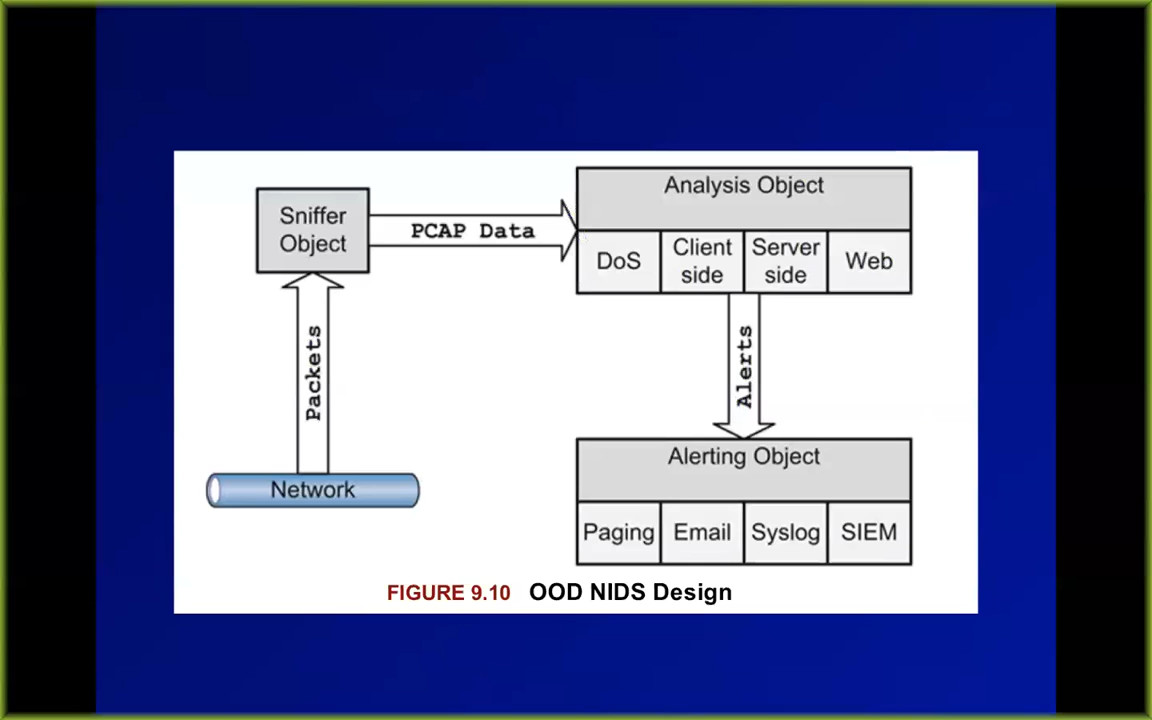 Sniffer
Object
PCAP Data
Analysis Object
DoS
Client
side
Server
side
Web
Packets
Alerts
Network
Alerting Object
Paging
Email
Syslog
SIEM
FIGURE 9.10 OOD NIDS Design